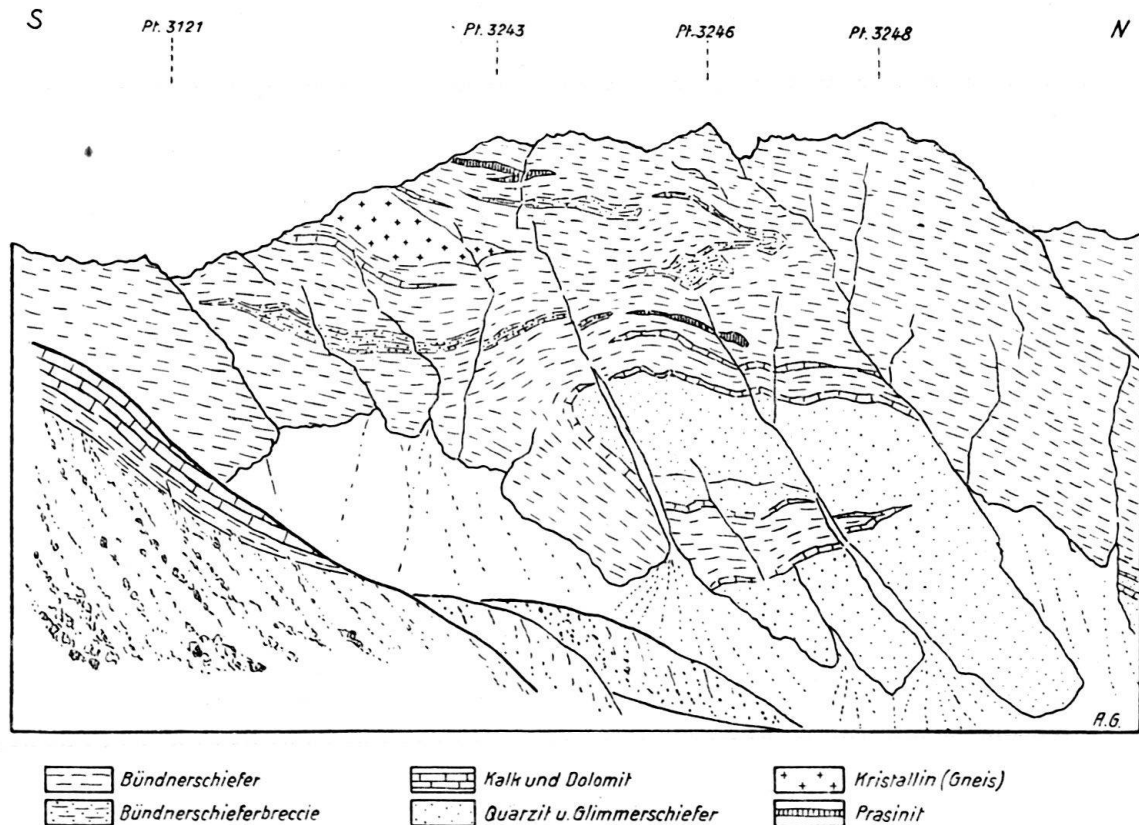 S Pt. 3121 Pt. 3243 Pt. 3246 Pt. 3248 N
A.G.
Bündnerschiefer Kalk und Dolomit Kristallin (Gneis)
Bündnerschieferbreccie Quarzit u. Glimmerschiefer Prasinit